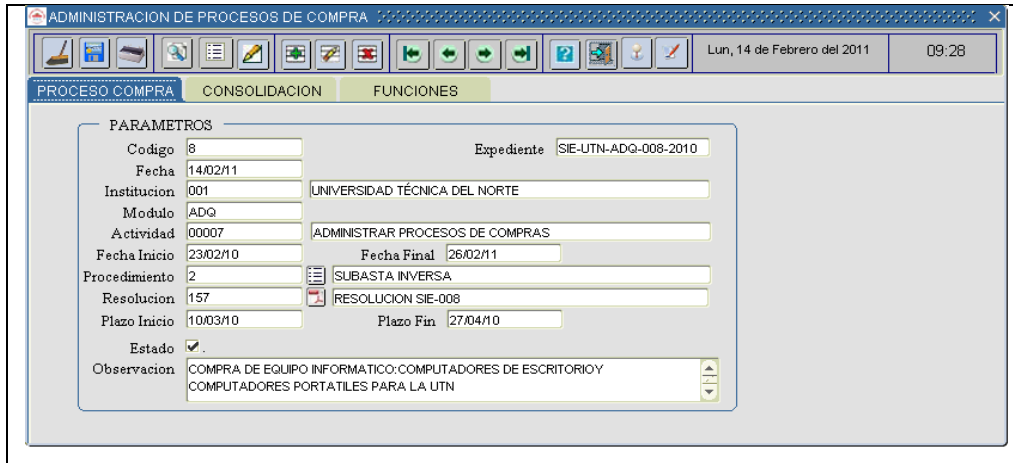 ADMINISTRACION DE PROCESOS DE COMPRA
Lun, 14 de Febrero del 2011 09:28
PROCESO COMPRA CONSOLIDACION FUNCIONES
PARAMETROS
Codigo 8 Expediente SIE-UTN-ADQ-008-2010
Fecha 14/02/11
Institucion 001 UNIVERSIDAD TÉCNICA DEL NORTE
Modulo ADQ
Actividad 00007 ADMINISTRAR PROCESOS DE COMPRAS
Fecha Inicio 23/02/10 Fecha Final 26/02/11
Procedimiento 2 SUBASTA INVERSA
Resolucion 157 RESOLUCION SIE-008
Plazo Inicio 10/03/10 Plazo Fin 27/04/10
Estado .
Observacion COMPRA DE EQUIPO INFORMATICO:COMPUTADORES DE ESCRITORIOY
COMPUTADORES PORTATILES PARA LA UTN